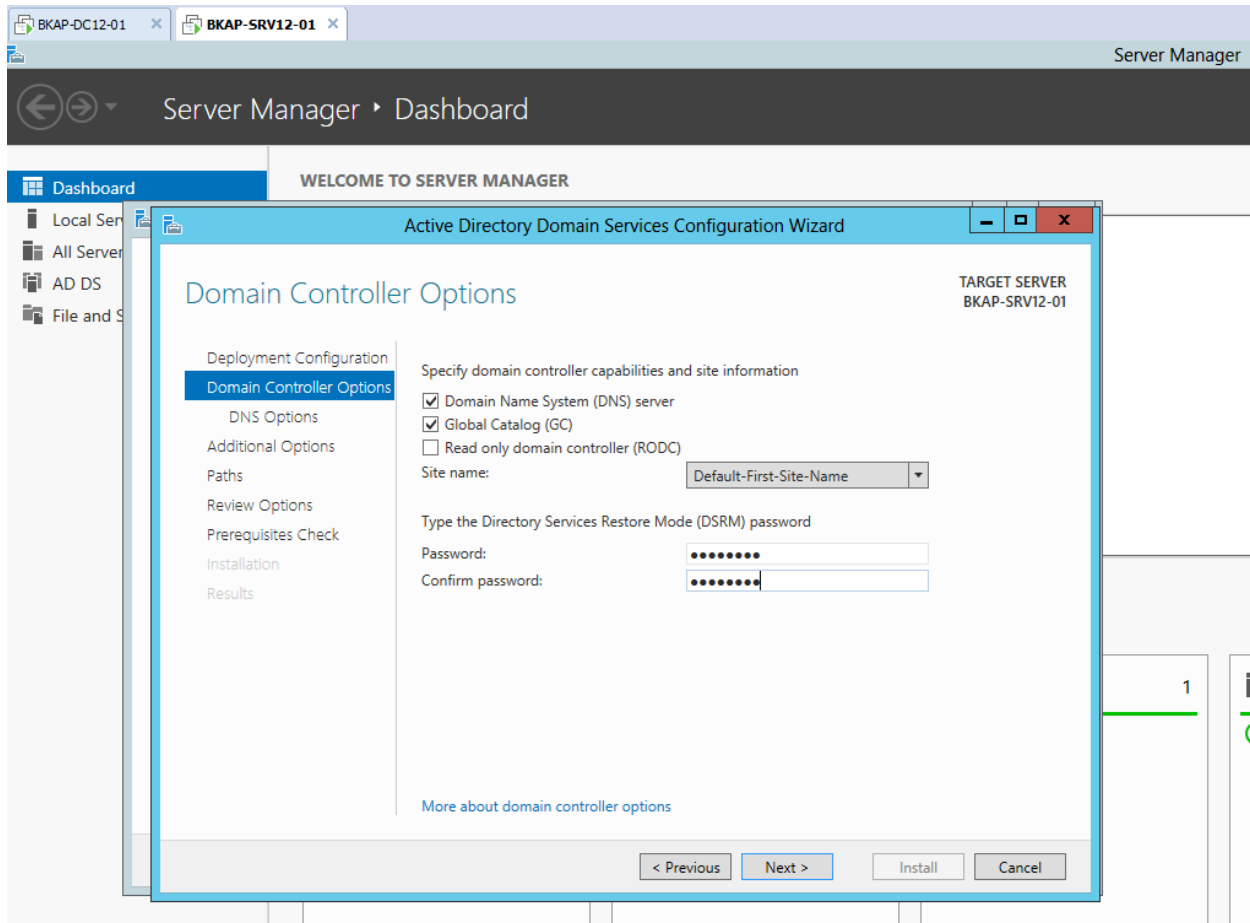 BKAP-DC12-01 × BKAP-SRV12-01 ×
Server Manager
Server Manager ‣ Dashboard
Dashboard
Local Ser
All Server
AD DS
File and S
WELCOME TO SERVER MANAGER
Active Directory Domain Services Configuration Wizard
Domain Controller Options
TARGET SERVER
BKAP-SRV12-01
Deployment Configuration
Domain Controller Options
DNS Options
Additional Options
Paths
Review Options
Prerequisites Check
Installation
Results
Specify domain controller capabilities and site information
Domain Name System (DNS) server
Global Catalog (GC)
Read only domain controller (RODC)
Site name: Default-First-Site-Name
Type the Directory Services Restore Mode (DSRM) password
Password: ••••••••
Confirm password: ••••••••
More about domain controller options
< Previous Next > Install Cancel
1